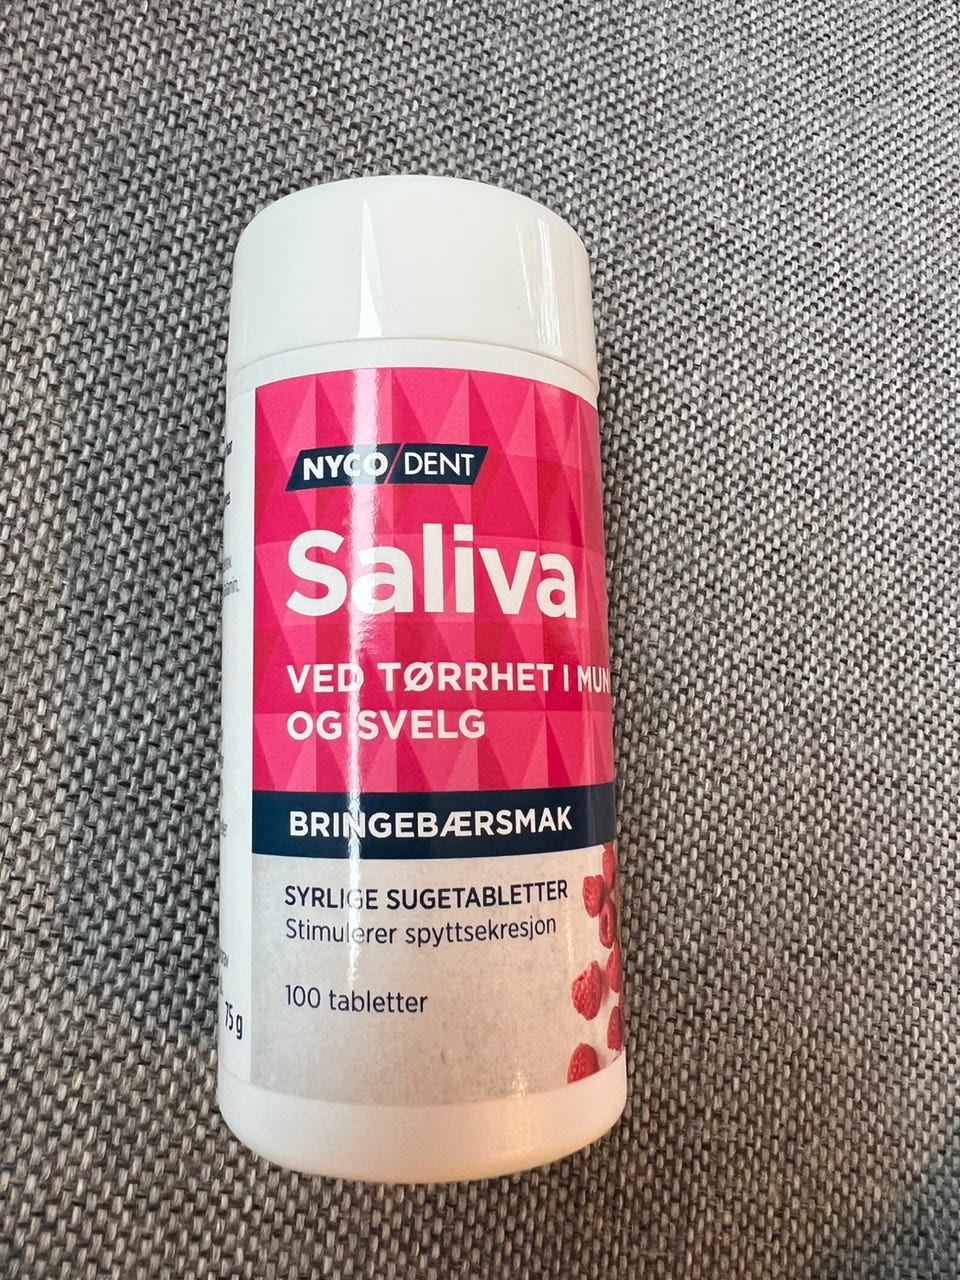 NYCO/DENT
Saliva
VED TØRRHET I MUN
OG SVELG
BRINGEBÆRSMAK
SYRLIGE SUGETABLETTER
Stimulerer spyttsekresjon
100 tabletter
75 g